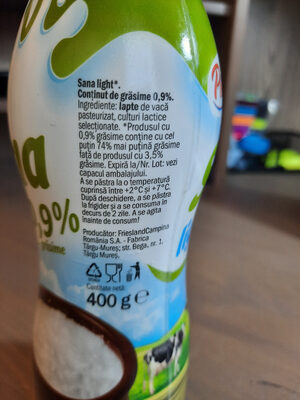 Sana light*.
Conținut de grăsime 0,9%.
Ingrediente: lapte de vacă
pasteurizat, culturi lactice
selecționate. *Produsul cu
0,9% grăsime conține cu cel
puțin 74% mai puțină grăsime
față de produsul cu 3,5%
grăsime. Expiră la/Nr. Lot: vezi
capacul ambalajului.
A se păstra la o temperatură
cuprinsă între +2°C și +7°C.
După deschidere, a se păstra
la frigider și a se consuma în
decurs de 2 zile. A se agita
înainte de consum!
Producător: FrieslandCampina
România S.A. - Fabrica
Târgu-Mureș; str. Bega, nr. 1.
Târgu Mureș.
Cantitate netă:
400 g e
,9%
grăsime